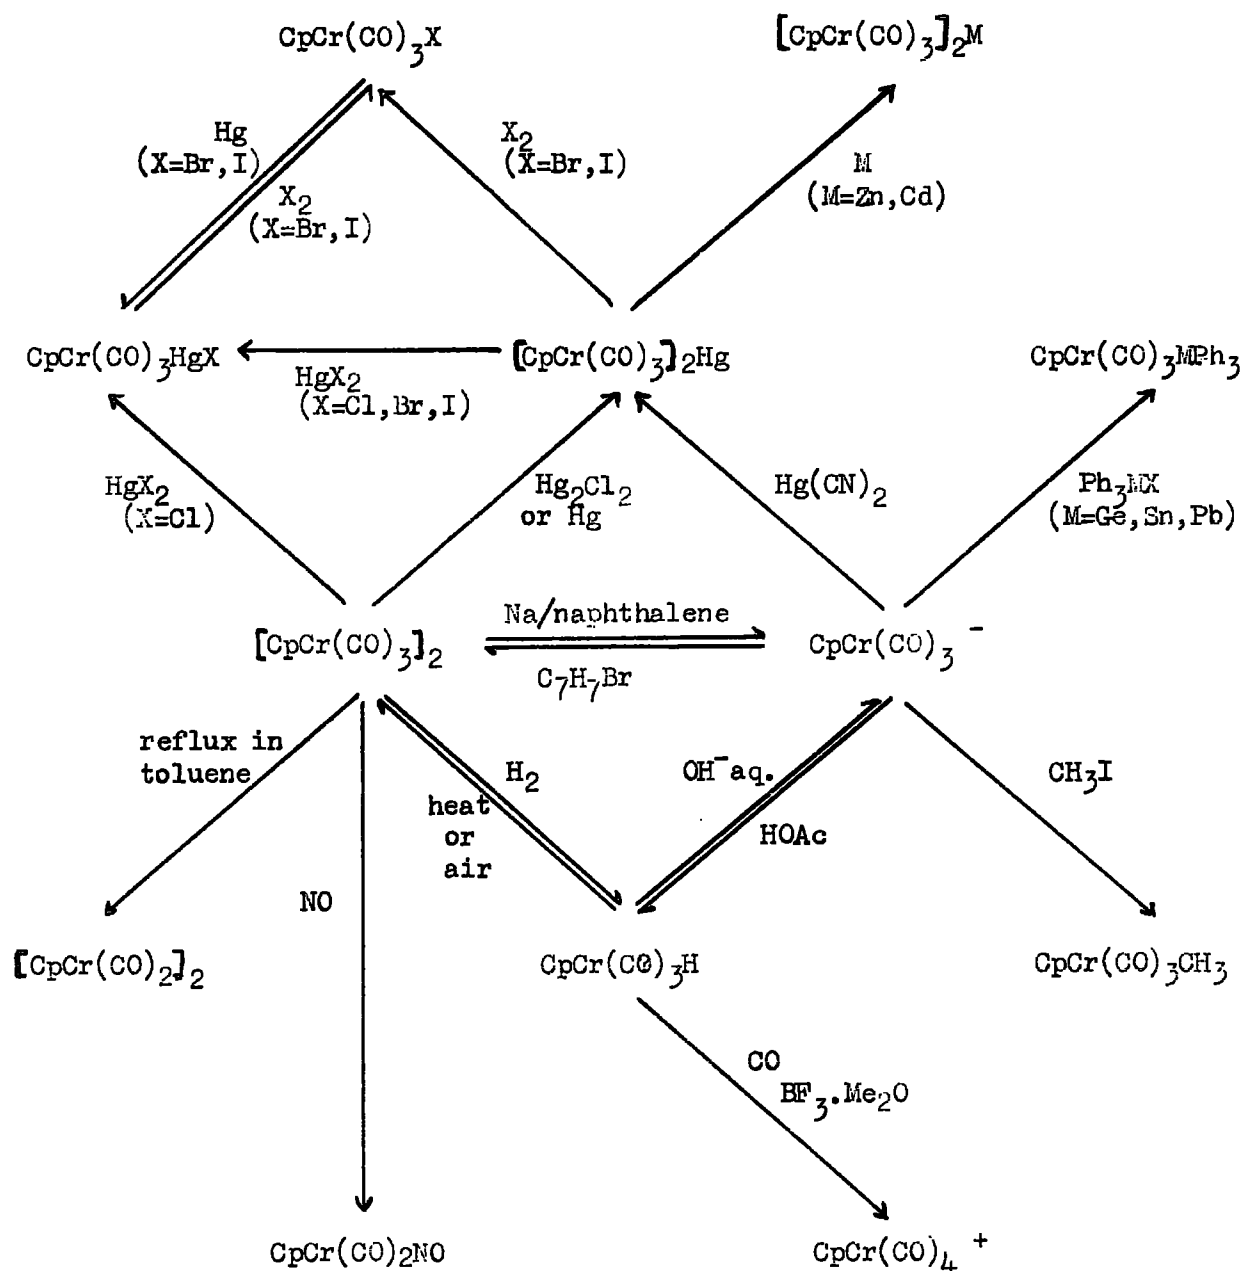 CpCr(CO)3X
[CpCr(CO)3]2M
Hg
(X=Br,I)
X2
(X=Br,I)
X2
(X=Br,I)
M
(M=Zn,Cd)
CpCr(CO)3HgX
[CpCr(CO)3]2Hg
CpCr(CO)3MPh3
HgX2
(X=Cl,Br,I)
HgX2
(X=Cl)
Hg2Cl2
or Hg
Hg(CN)2
Ph3MX
(M=Ge,Sn,Pb)
[CpCr(CO)3]2
Na/naphthalene
C7H7Br
CpCr(CO)3-
reflux in
toluene
H2
heat
or
air
OH-aq.
HOAc
CH3I
NO
[CpCr(CO)2]2
CpCr(CO)3H
CpCr(CO)3CH3
CO
BF3.Me2O
CpCr(CO)2NO
CpCr(CO)4+